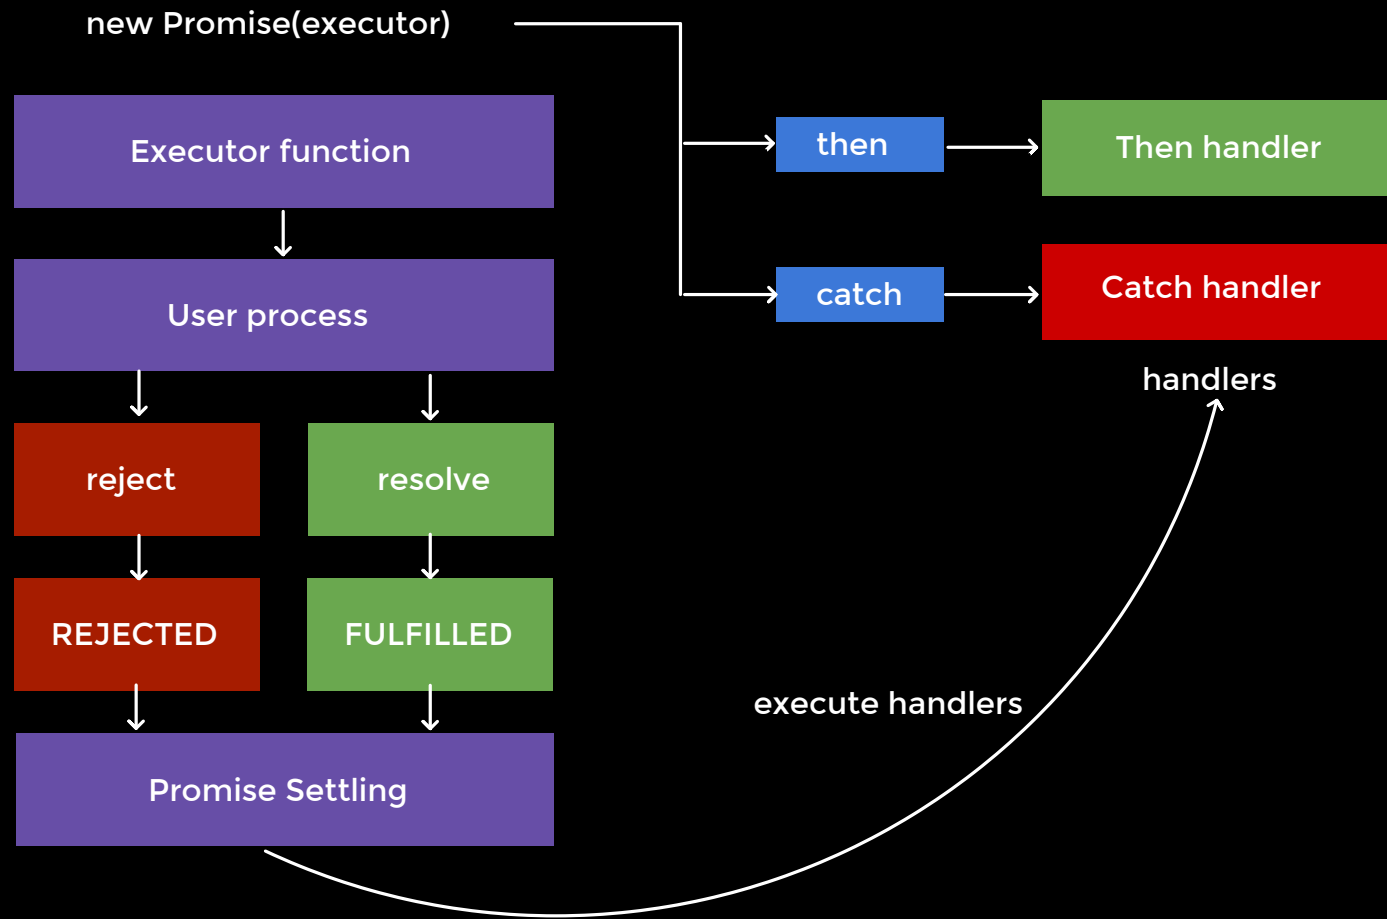 new Promise(executor)
Executor function
User process
reject
resolve
REJECTED
FULFILLED
Promise Settling
then
Then handler
catch
Catch handler
handlers
execute handlers